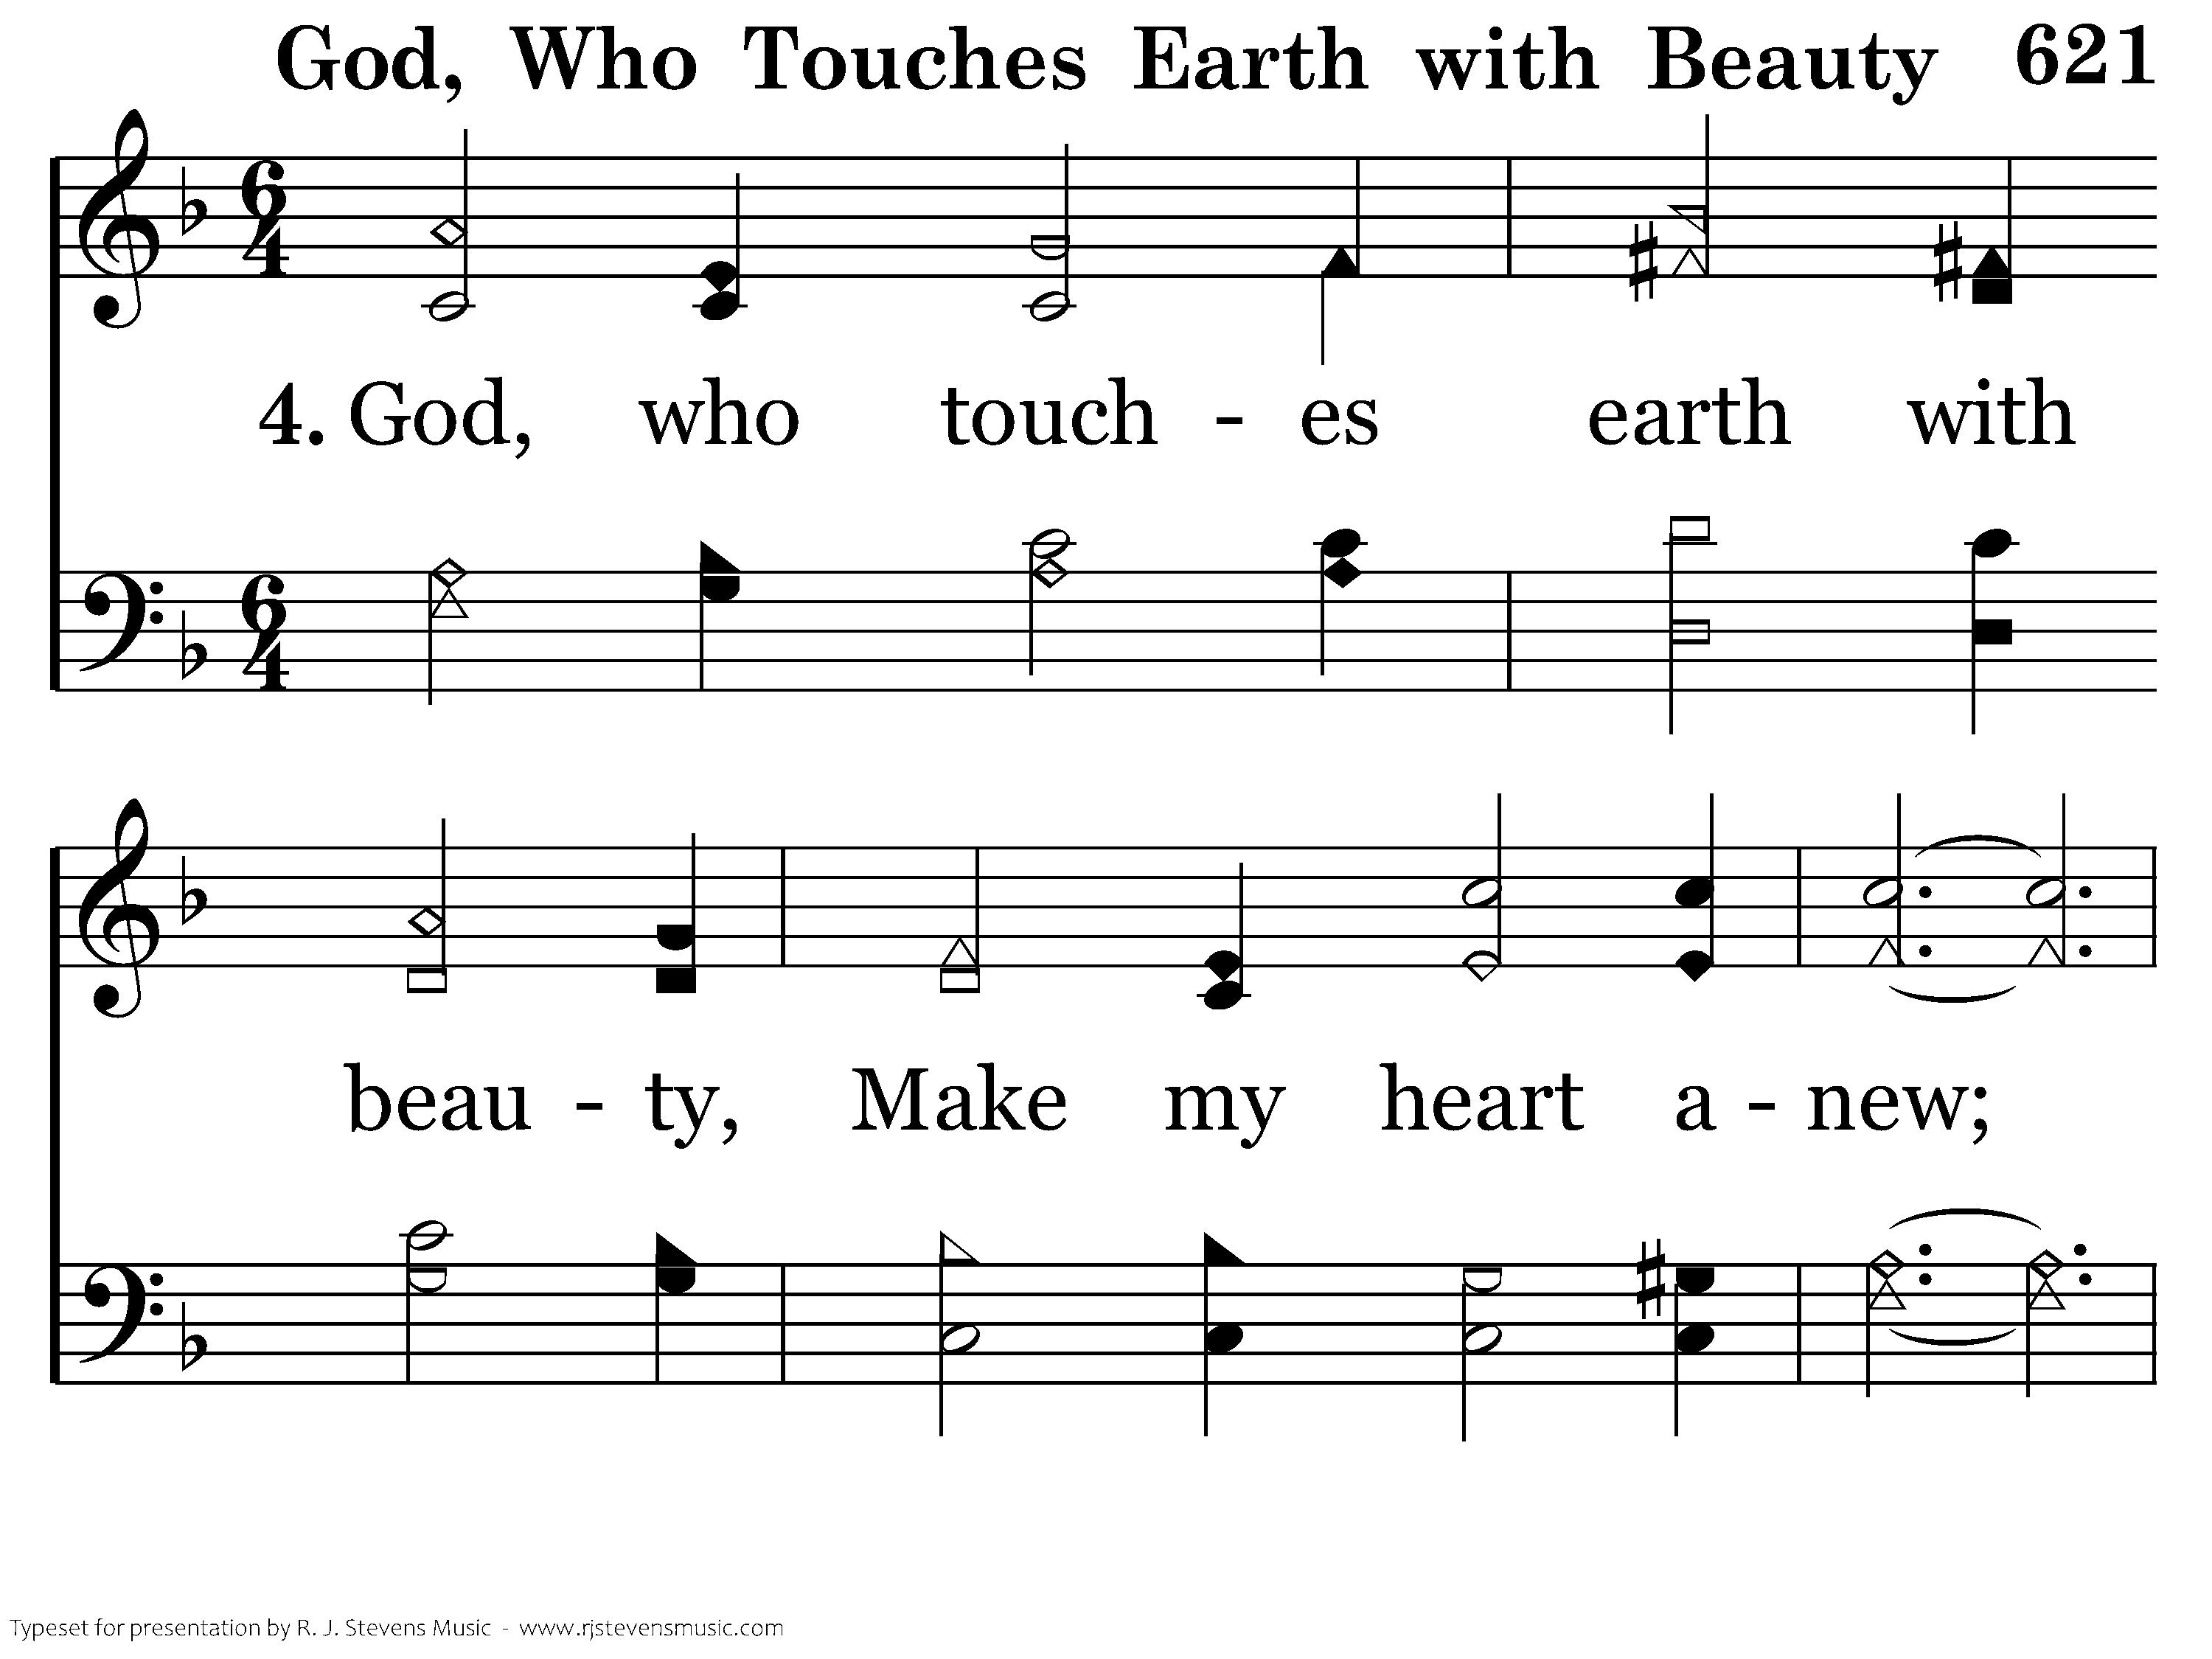 God, Who Touches Earth with Beauty 621
4. God, who touch - es earth with
beau - ty, Make my heart a - new;
Typeset for presentation by R. J. Stevens Music - www.rjstevensmusic.com